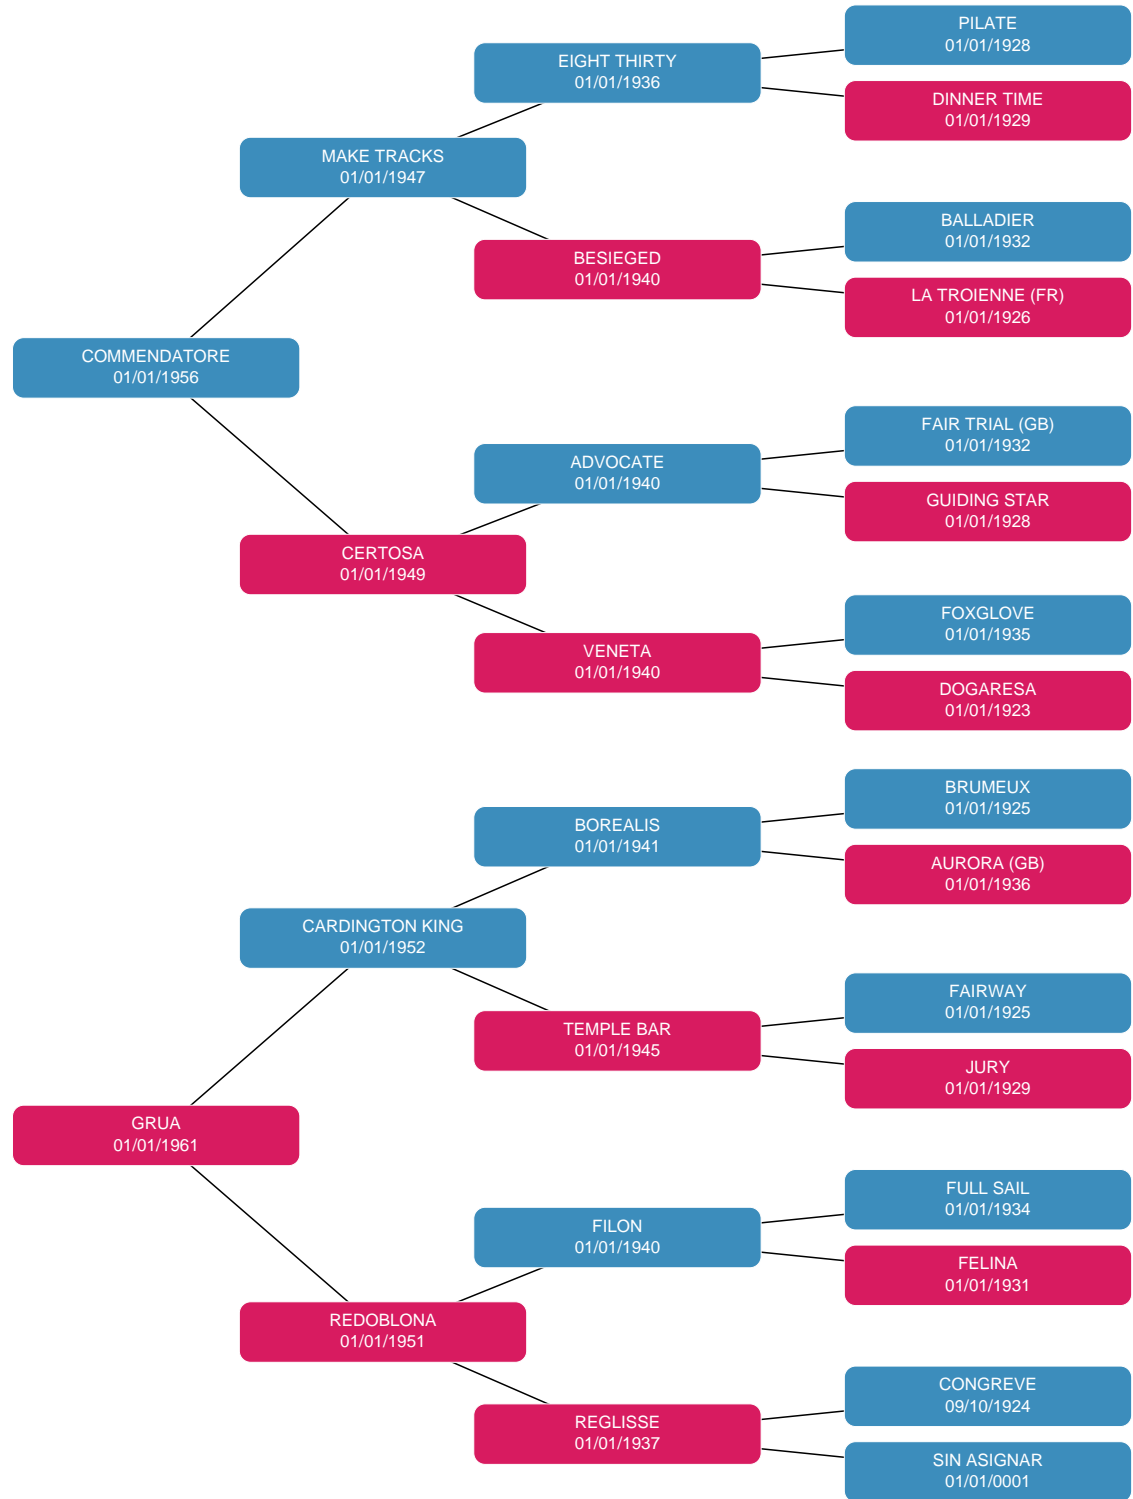 PILATE
01/01/1928
EIGHT THIRTY
01/01/1936
DINNER TIME
01/01/1929
MAKE TRACKS
01/01/1947
BALLADIER
01/01/1932
BESIEGED
01/01/1940
LA TROIENNE (FR)
01/01/1926
COMMENDATORE
01/01/1956
FAIR TRIAL (GB)
01/01/1932
ADVOCATE
01/01/1940
GUIDING STAR
01/01/1928
CERTOSA
01/01/1949
FOXGLOVE
01/01/1935
VENETA
01/01/1940
DOGARESA
01/01/1923
BRUMEUX
01/01/1925
BOREALIS
01/01/1941
AURORA (GB)
01/01/1936
CARDINGTON KING
01/01/1952
FAIRWAY
01/01/1925
TEMPLE BAR
01/01/1945
JURY
01/01/1929
GRUA
01/01/1961
FULL SAIL
01/01/1934
FILON
01/01/1940
FELINA
01/01/1931
REDOBLONA
01/01/1951
CONGREVE
09/10/1924
REGLISSE
01/01/1937
SIN ASIGNAR
01/01/0001